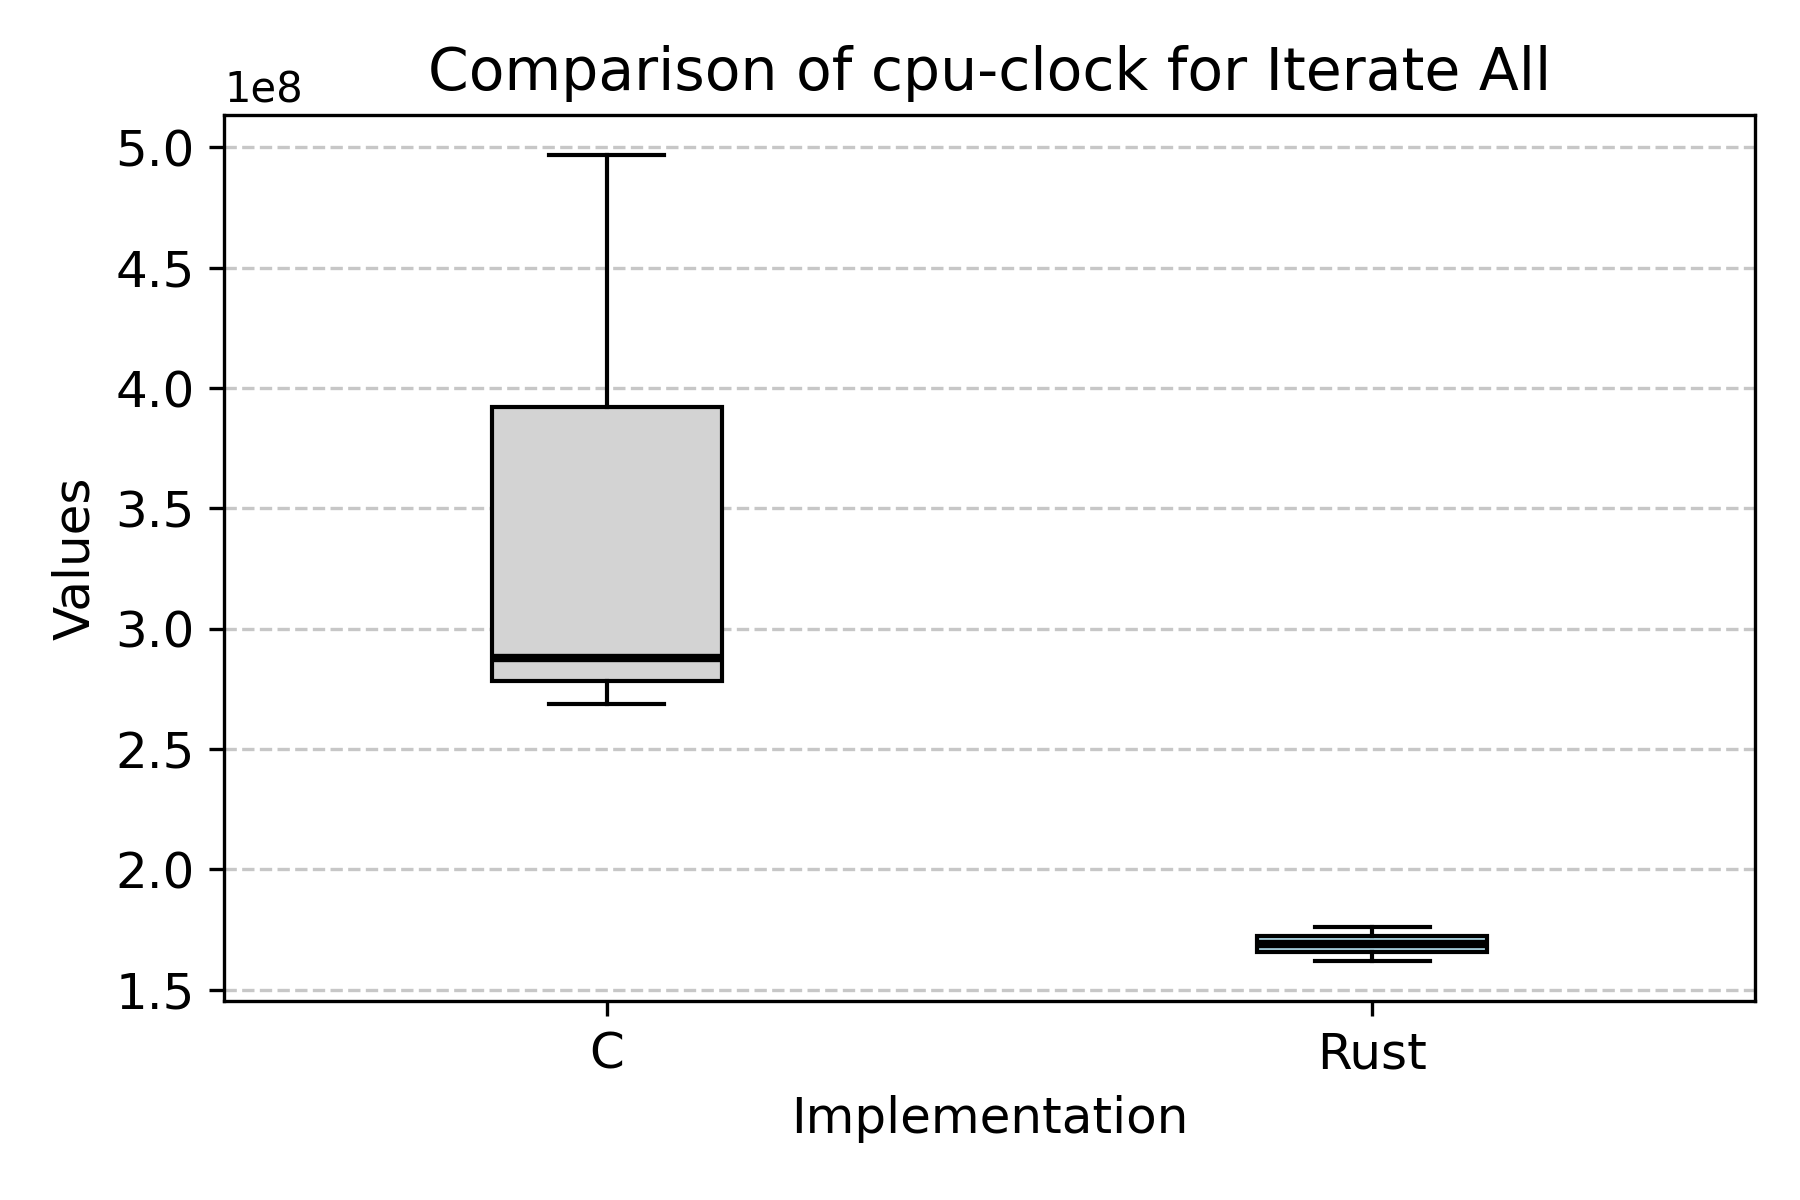 Comparison of cpu-clock for Iterate All
1e8
5.0
4.5
4.0
3.5
3.0
2.5
2.0
1.5
Values
C
Rust
Implementation